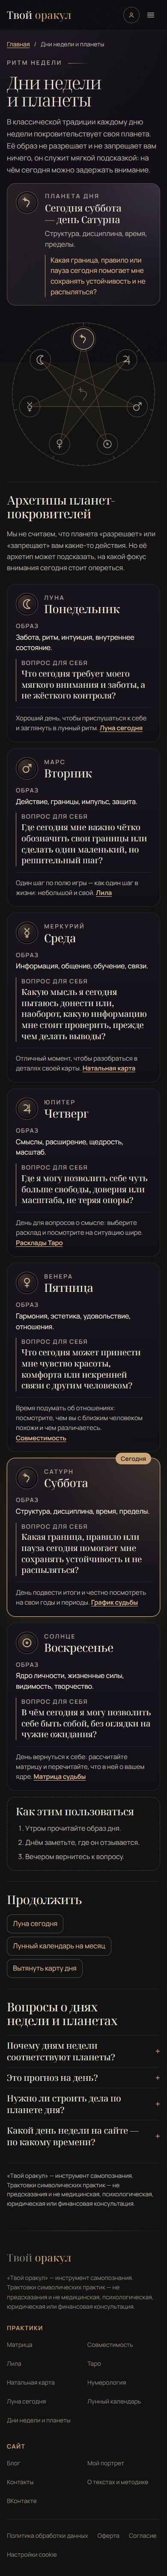 Твой оракул
Главная / Дни недели и планеты
РИТМ НЕДЕЛИ
Дни недели
и планеты
В классической традиции каждому дню
недели покровительствует своя планета.
Её образ не разрешает и не запрещает вам
ничего, он служит мягкой подсказкой: на
чём сегодня можно задержать внимание.
ПЛАНЕТА ДНЯ
Сегодня суббота
— день Сатурна
Структура, дисциплина, время,
пределы.
Какая граница, правило или
пауза сегодня помогает мне
сохранять устойчивость и не
распыляться?
Архетипы планет-
покровителей
Мы не считаем, что планета «разрешает» или
«запрещает» вам какие-то действия. Но её
архетип может подсказать, на какой фокус
внимания сегодня стоит опереться.
ЛУНА
Понедельник
ОБРАЗ
Забота, ритм, интуиция, внутреннее
состояние.
ВОПРОС ДЛЯ СЕБЯ
Что сегодня требует моего
мягкого внимания и заботы, а
не жёсткого контроля?
Хороший день, чтобы прислушаться к себе
и заглянуть в лунный ритм. Луна сегодня
МАРС
Вторник
ОБРАЗ
Действие, границы, импульс, защита.
ВОПРОС ДЛЯ СЕБЯ
Где сегодня мне важно чётко
обозначить свои границы или
сделать один маленький, но
решительный шаг?
Один шаг по полю игры — как один шаг в
жизни: небольшой и свой. Лила
МЕРКУРИЙ
Среда
ОБРАЗ
Информация, общение, обучение, связи.
ВОПРОС ДЛЯ СЕБЯ
Какую мысль я сегодня
пытаюсь донести или,
наоборот, какую информацию
мне стоит проверить, прежде
чем делать выводы?
Отличный момент, чтобы разобраться в
деталях своей карты. Натальная карта
ЮПИТЕР
Четверг
ОБРАЗ
Смыслы, расширение, щедрость,
масштаб.
ВОПРОС ДЛЯ СЕБЯ
Где я могу позволить себе чуть
больше свободы, доверия или
масштаба, не теряя опоры?
День для вопросов о смысле: выберите
расклад и посмотрите на ситуацию шире.
Расклады Таро
ВЕНЕРА
Пятница
ОБРАЗ
Гармония, эстетика, удовольствие,
отношения.
ВОПРОС ДЛЯ СЕБЯ
Что сегодня может принести
мне чувство красоты,
комфорта или искренней
связи с другим человеком?
Время подумать об отношениях:
посмотрите, чем вы с близким человеком
похожи и чем различаетесь.
Совместимость
Сегодня
САТУРН
Суббота
ОБРАЗ
Структура, дисциплина, время, пределы.
ВОПРОС ДЛЯ СЕБЯ
Какая граница, правило или
пауза сегодня помогает мне
сохранять устойчивость и не
распыляться?
День подвести итоги и честно посмотреть
на свои годы и периоды. График судьбы
СОЛНЦЕ
Воскресенье
ОБРАЗ
Ядро личности, жизненные силы,
видимость, творчество.
ВОПРОС ДЛЯ СЕБЯ
В чём сегодня я могу позволить
себе быть собой, без оглядки на
чужие ожидания?
День вернуться к себе: рассчитайте
матрицу и перечитайте, что в ней о вашем
ядре. Матрица судьбы
Как этим пользоваться
1. Утром прочитайте образ дня.
2. Днём заметьте, где он отзывается.
3. Вечером вернитесь к вопросу.
Продолжить
Луна сегодня
Лунный календарь на месяц
Вытянуть карту дня
Вопросы о днях
недели и планетах
Почему дням недели
соответствуют планеты?
Это прогноз на день?
Нужно ли строить дела по
планете дня?
Какой день недели на сайте —
по какому времени?
«Твой оракул» — инструмент самопознания.
Трактовки символических практик — не
предсказания и не медицинская, психологическая,
юридическая или финансовая консультация.
Твой оракул
«Твой оракул» — инструмент самопознания.
Трактовки символических практик — не
предсказания и не медицинская, психологическая,
юридическая или финансовая консультация.
ПРАКТИКИ
Матрица Совместимость
Лила Таро
Натальная карта Нумерология
Луна сегодня Лунный календарь
Дни недели и планеты
САЙТ
Блог Мой портрет
Контакты О текстах и методике
ВКонтакте
Политика обработки данных Оферта Согласие
Настройки cookie